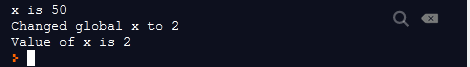 x is 50
Changed global x to 2
Value of x is 2